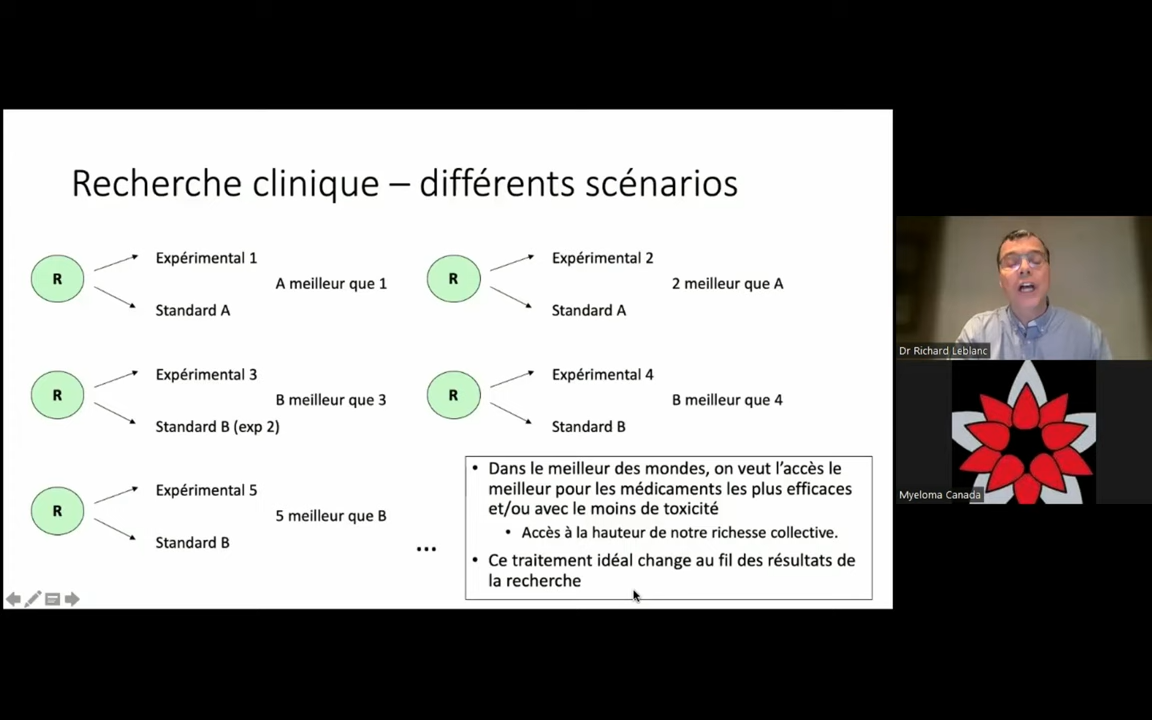 Recherche clinique – différents scénarios
R
Expérimental 1
A meilleur que 1
Standard A
R
Expérimental 2
2 meilleur que A
Standard A
R
Expérimental 3
B meilleur que 3
Standard B (exp 2)
R
Expérimental 4
B meilleur que 4
Standard B
R
Expérimental 5
5 meilleur que B
Standard B
...
• Dans le meilleur des mondes, on veut l'accès le
meilleur pour les médicaments les plus efficaces
et/ou avec le moins de toxicité
• Accès à la hauteur de notre richesse collective.
• Ce traitement idéal change au fil des résultats de
la recherche
Dr Richard Leblanc
Myeloma Canada